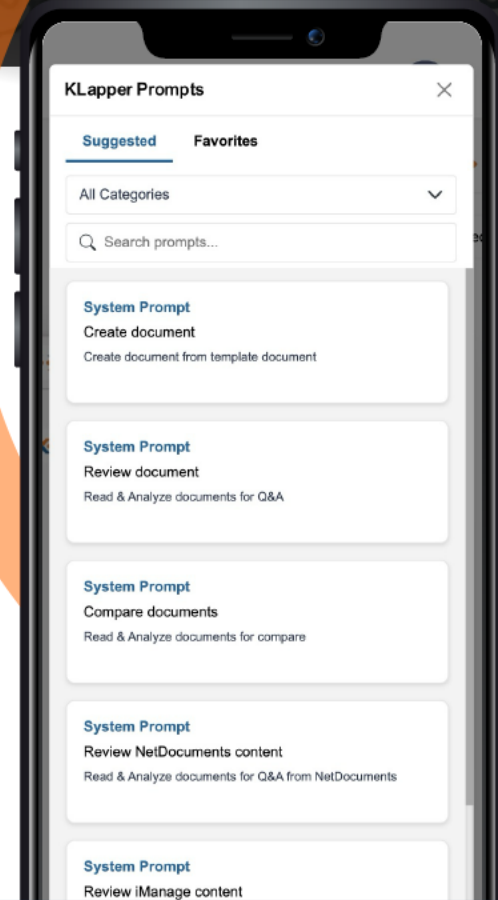 KLapper Prompts
Suggested Favorites
All Categories
Search prompts...
System Prompt
Create document
Create document from template document
System Prompt
Review document
Read & Analyze documents for Q&A
System Prompt
Compare documents
Read & Analyze documents for compare
System Prompt
Review NetDocuments content
Read & Analyze documents for Q&A from NetDocuments
System Prompt
Review iManage content